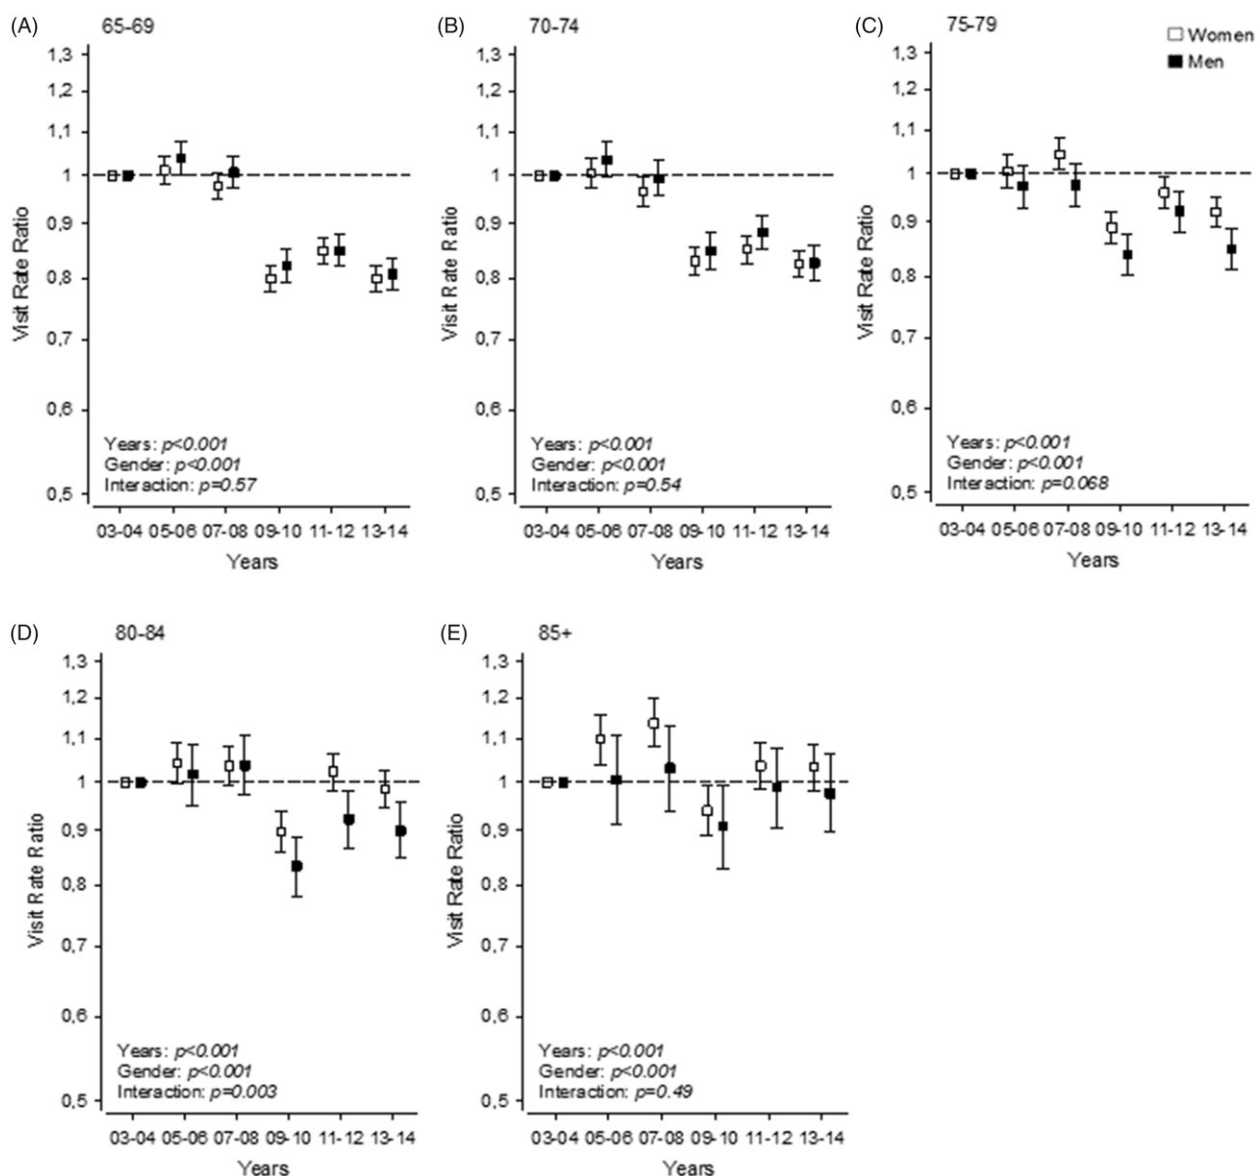 (A) 65-69
1,3
1,2
1,1
1
0,9
0,8
0,7
0,6
0,5
Visit Rate Ratio
Years: p<0.001
Gender: p<0.001
Interaction: p=0.57
03-04 05-06 07-08 09-10 11-12 13-14
Years
(B) 70-74
1,3
1,2
1,1
1
0,9
0,8
0,7
0,6
0,5
Visit Rate Ratio
Years: p<0.001
Gender: p<0.001
Interaction: p=0.54
03-04 05-06 07-08 09-10 11-12 13-14
Years
(C) 75-79
Women
Men
1,3
1,2
1,1
1
0,9
0,8
0,7
0,6
0,5
Visit Rate Ratio
Years: p<0.001
Gender: p<0.001
Interaction: p=0.068
03-04 05-06 07-08 09-10 11-12 13-14
Years
(D) 80-84
1,3
1,2
1,1
1
0,9
0,8
0,7
0,6
0,5
Visit Rate Ratio
Years: p<0.001
Gender: p<0.001
Interaction: p=0.003
03-04 05-06 07-08 09-10 11-12 13-14
Years
(E) 85+
1,3
1,2
1,1
1
0,9
0,8
0,7
0,6
0,5
Visit Rate Ratio
Years: p<0.001
Gender: p<0.001
Interaction: p=0.49
03-04 05-06 07-08 09-10 11-12 13-14
Years